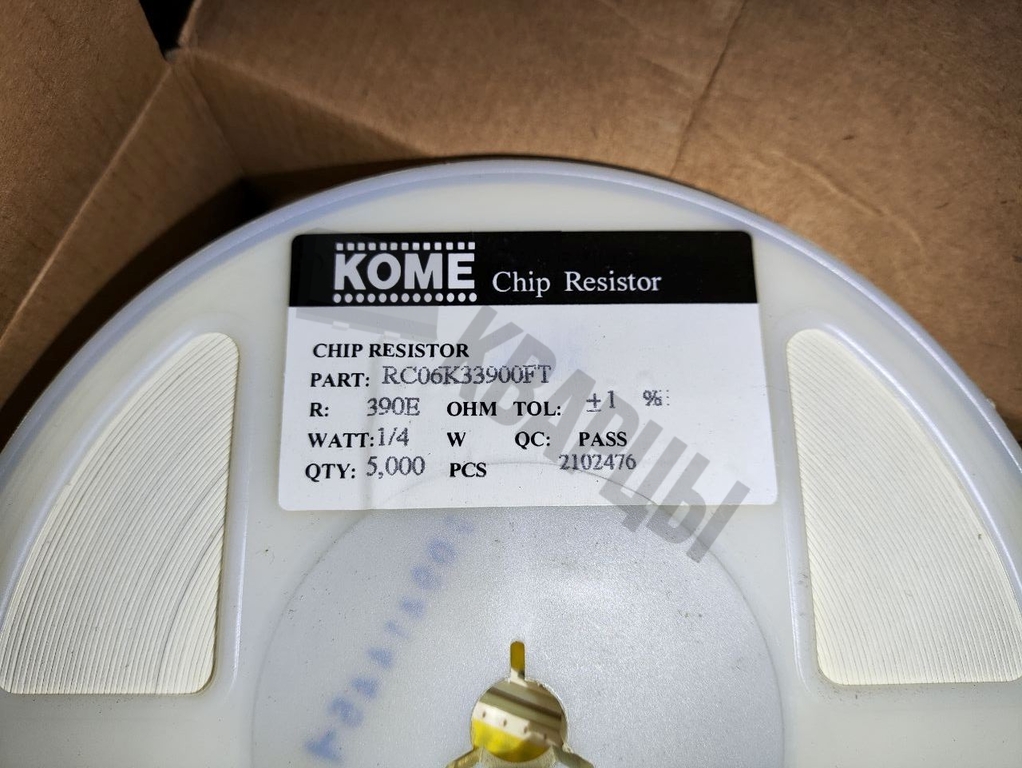 KOME Chip Resistor
CHIP RESISTOR
PART: RC06K33900FT
R: 390E OHM TOL: ±1 %
WATT: 1/4 W QC: PASS
QTY: 5,000 PCS 2102476
КВАРЦЫ